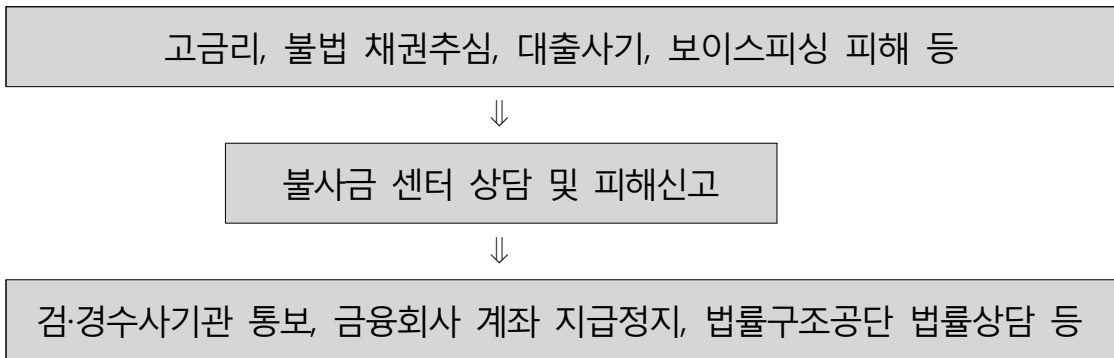 고금리, 불법 채권추심, 대출사기, 보이스피싱 피해 등
⇓
불사금 센터 상담 및 피해신고
⇓
검·경수사기관 통보, 금융회사 계좌 지급정지, 법률구조공단 법률상담 등